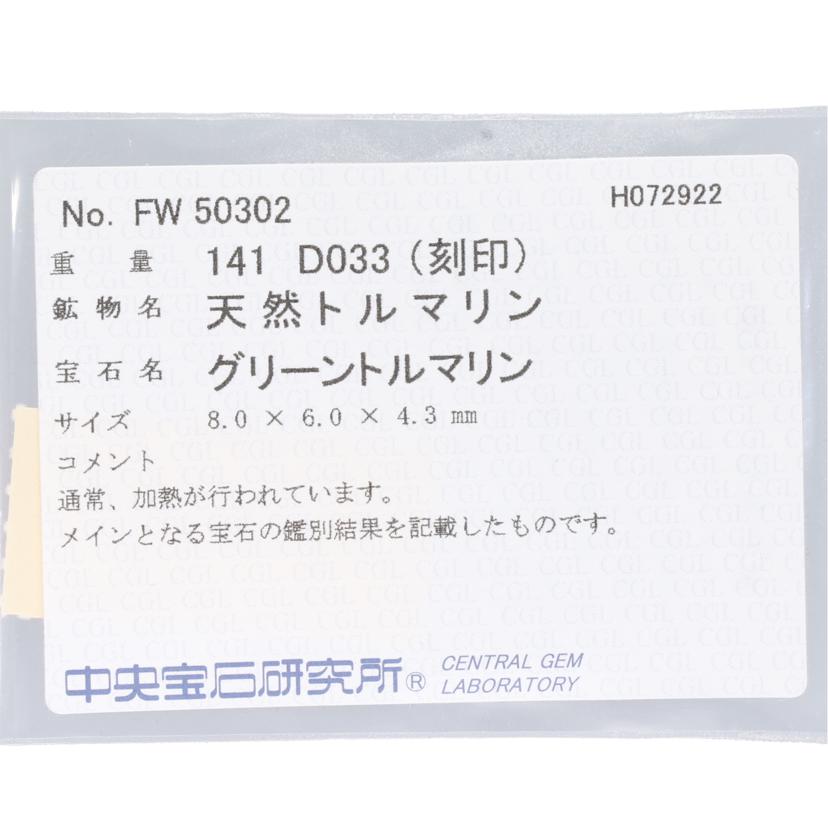 No. FW 50302 H072922
重量 141 D033 (刻印)
鉱物名 天然トルマリン
宝石名 グリーントルマリン
サイズ 8.0 × 6.0 × 4.3 mm
コメント
通常、加熱が行われています。
メインとなる宝石の鑑別結果を記載したものです。
中央宝石研究所® CENTRAL GEM
LABORATORY